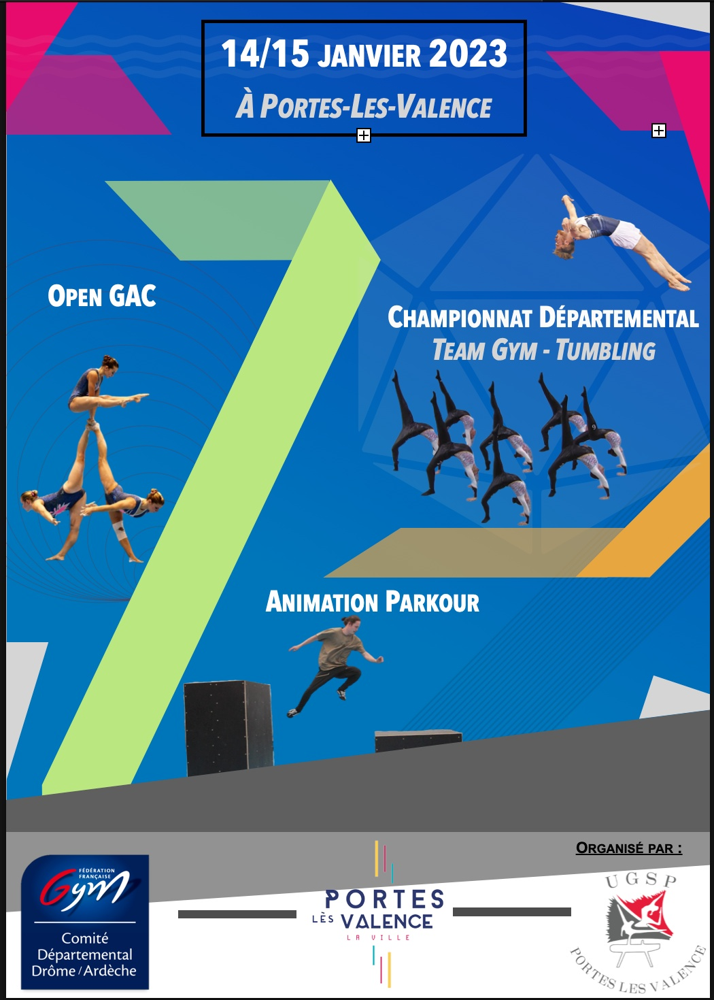 14/15 JANVIER 2023
À PORTES-LES-VALENCE
OPEN GAC
CHAMPIONNAT DÉPARTEMENTAL
TEAM GYM - TUMBLING
ANIMATION PARKOUR
ORGANISÉ PAR :
FÉDÉRATION
FRANÇAISE
Gym
Comité
Départemental
Drôme/Ardèche
PORTES
LÈS VALENCE
LA VILLE
UGSP
PORTES LES VALENCE